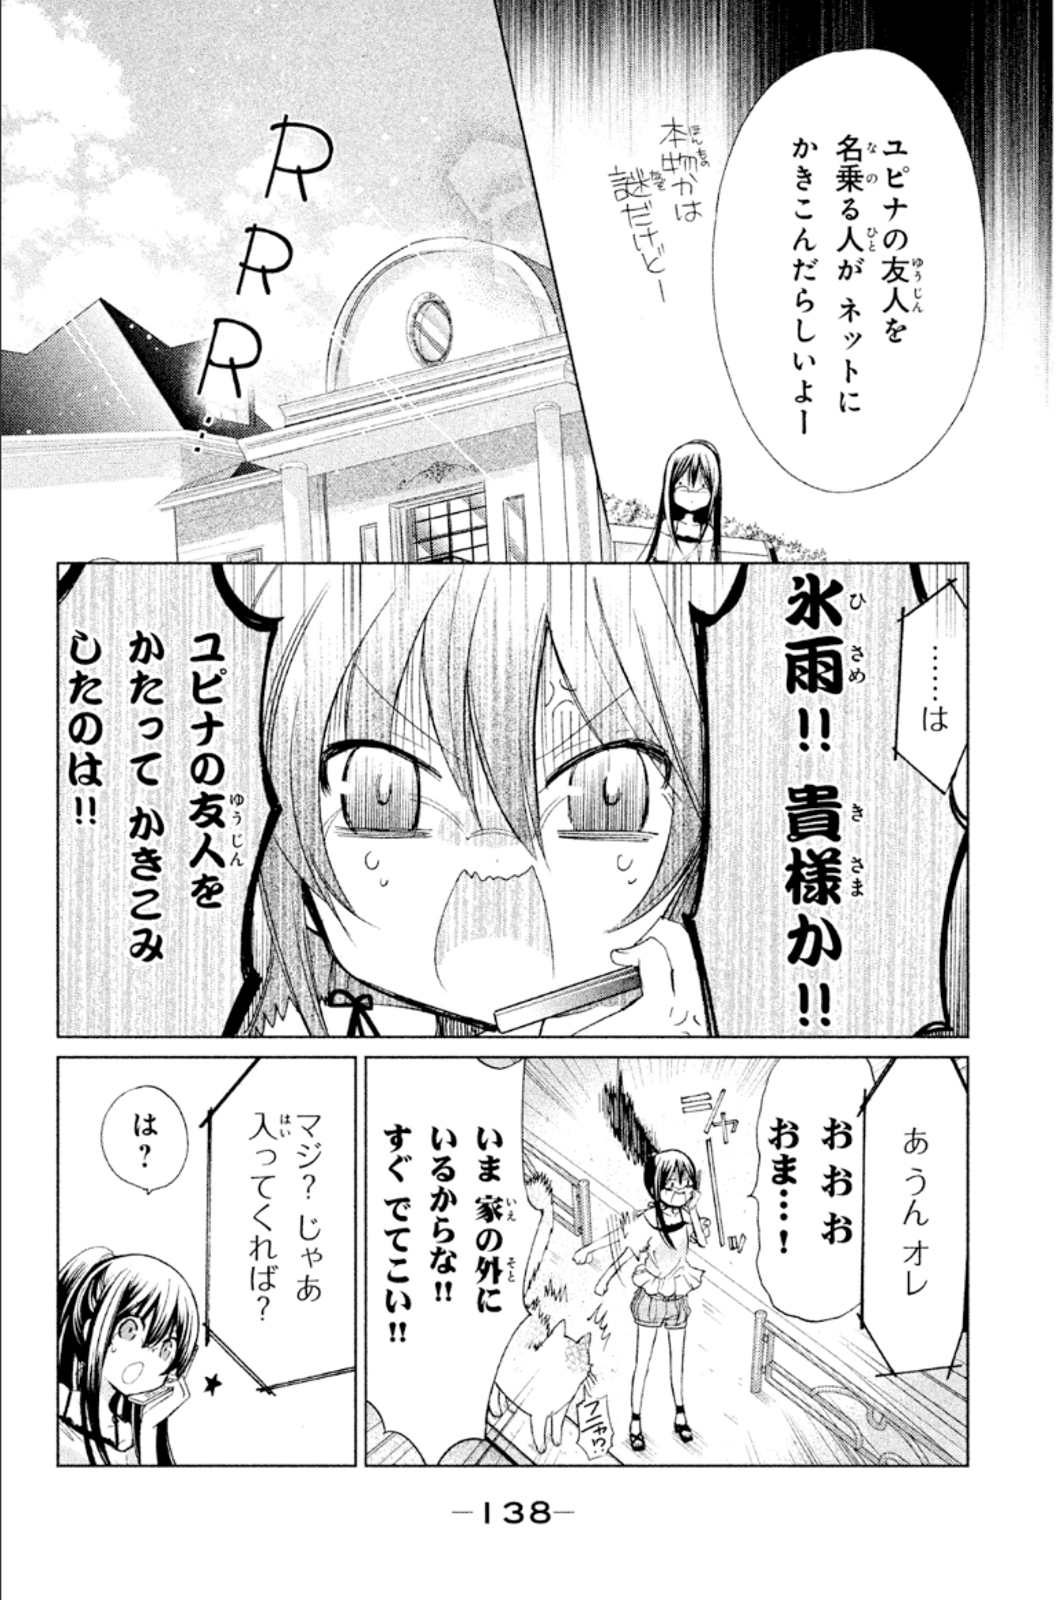 ユピナの友人を
名乗る人が ネットに
かきこんだらしいよー
本物かは
謎だけどー
RRR…
……は
氷雨!! 貴様か!!
ユピナの友人を
かたって かきこみ
したのは!!
あうん オレ
おおお
おま…!
ニャーッ
フニャ!?
いま 家の外に
いるからな!!
すぐ でてこい!!
マジ? じゃあ
入ってくれば?
は?
—138—